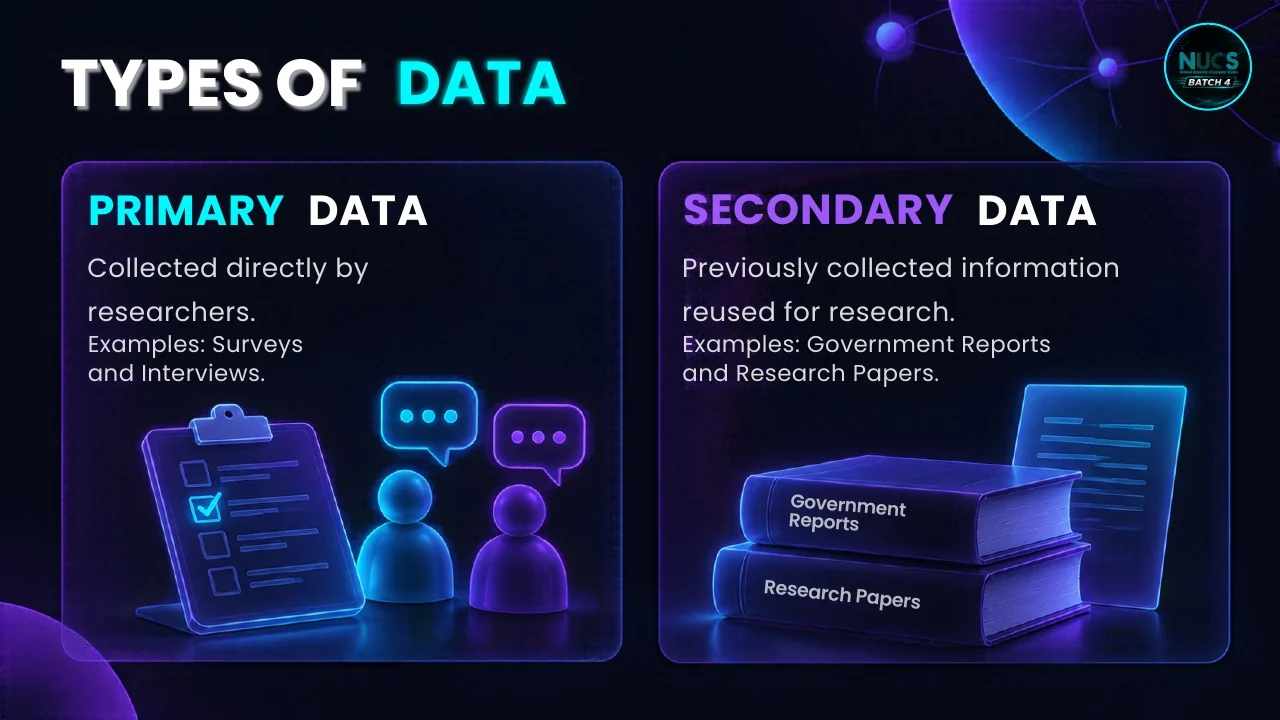 TYPES OF DATA
NUCS
BATCH 4
PRIMARY DATA
Collected directly by
researchers.
Examples: Surveys
and Interviews.
SECONDARY DATA
Previously collected information
reused for research.
Examples: Government Reports
and Research Papers.
Government
Reports
Research Papers